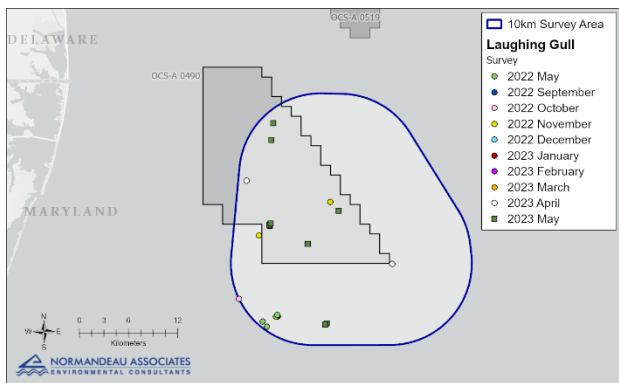 DELAWARE
OCS-A 0519
OCS-A 0490
MARYLAND
10km Survey Area
Laughing Gull
Survey
2022 May
2022 September
2022 October
2022 November
2022 December
2023 January
2023 February
2023 March
2023 April
2023 May
N
W E
S
0 3 6 12
Kilometers
NORMANDEAU ASSOCIATES
ENVIRONMENTAL CONSULTANTS